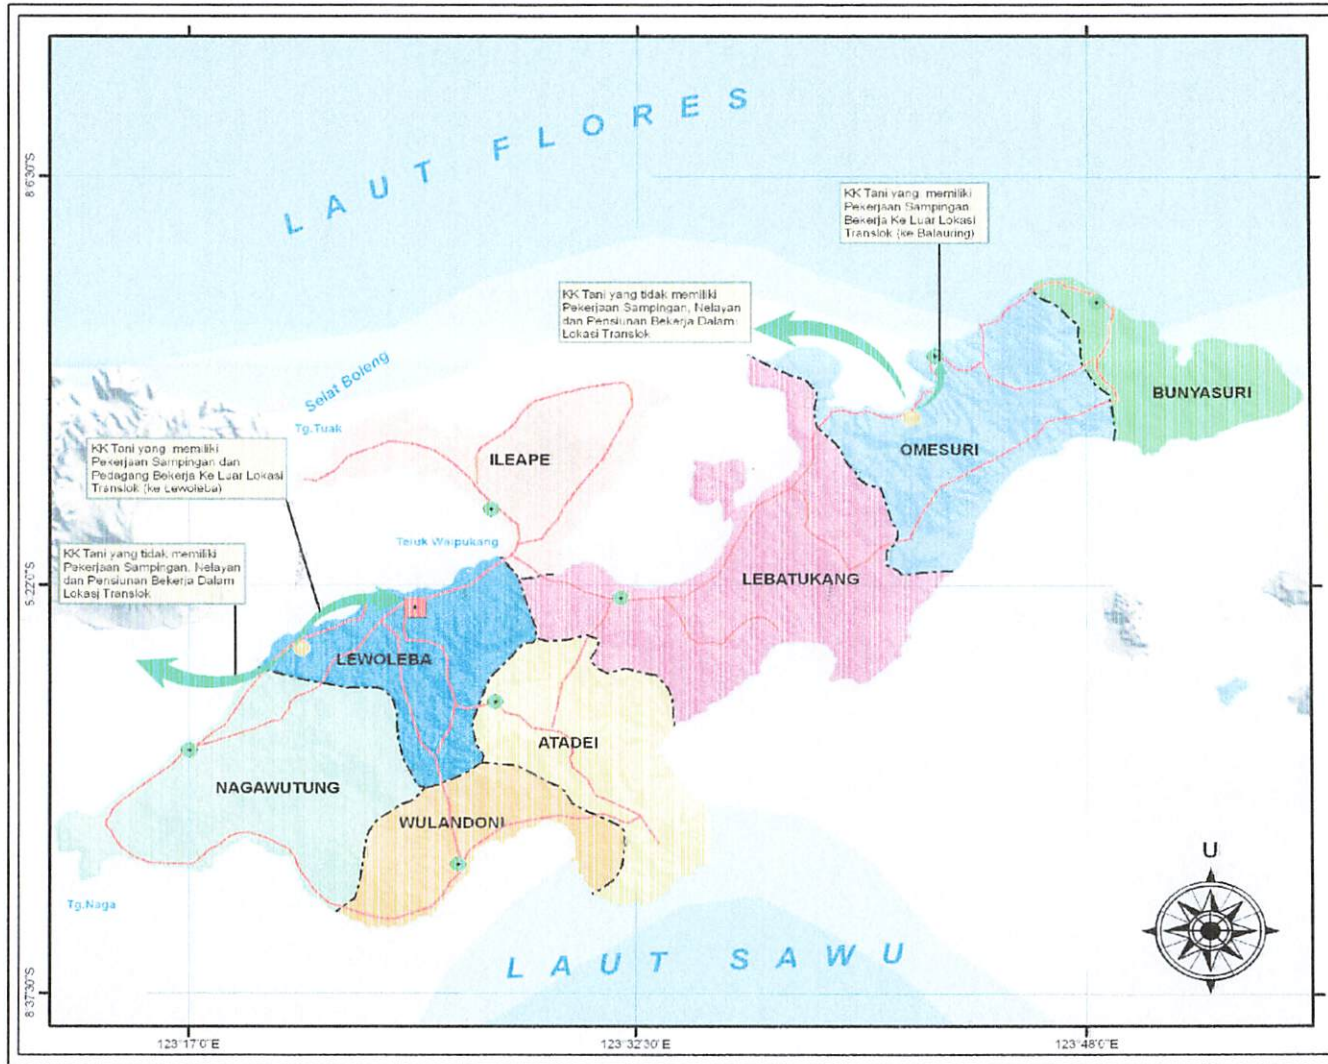 LAUT FLORES
8°6'30"S
KK Tani yang memiliki
Pekerjaan Sampingan
Bekerja Ke Luar Lokasi
Translok (ke Balauring)
KK Tani yang tidak memiliki
Pekerjaan Sampingan, Nelayan
dan Pensiunan Bekerja Dalam
Lokasi Translok
Selat Boleng
Tg.Tuak
BUNYASURI
OMESURI
ILEAPE
KK Tani yang memiliki
Pekerjaan Sampingan dan
Pedagang Bekerja Ke Luar Lokasi
Translok (ke Lewoleba)
Teluk Waipukang
KK Tani yang tidak memiliki
Pekerjaan Sampingan, Nelayan
dan Pensiunan Bekerja Dalam
Lokasi Translok
LEBATUKANG
LEWOLEBA
ATADEI
NAGAWUTUNG
WULANDONI
U
Tg.Naga
LAUT SAWU
8°37'30"S
123°17'0"E
123°32'30"E
123°48'0"E